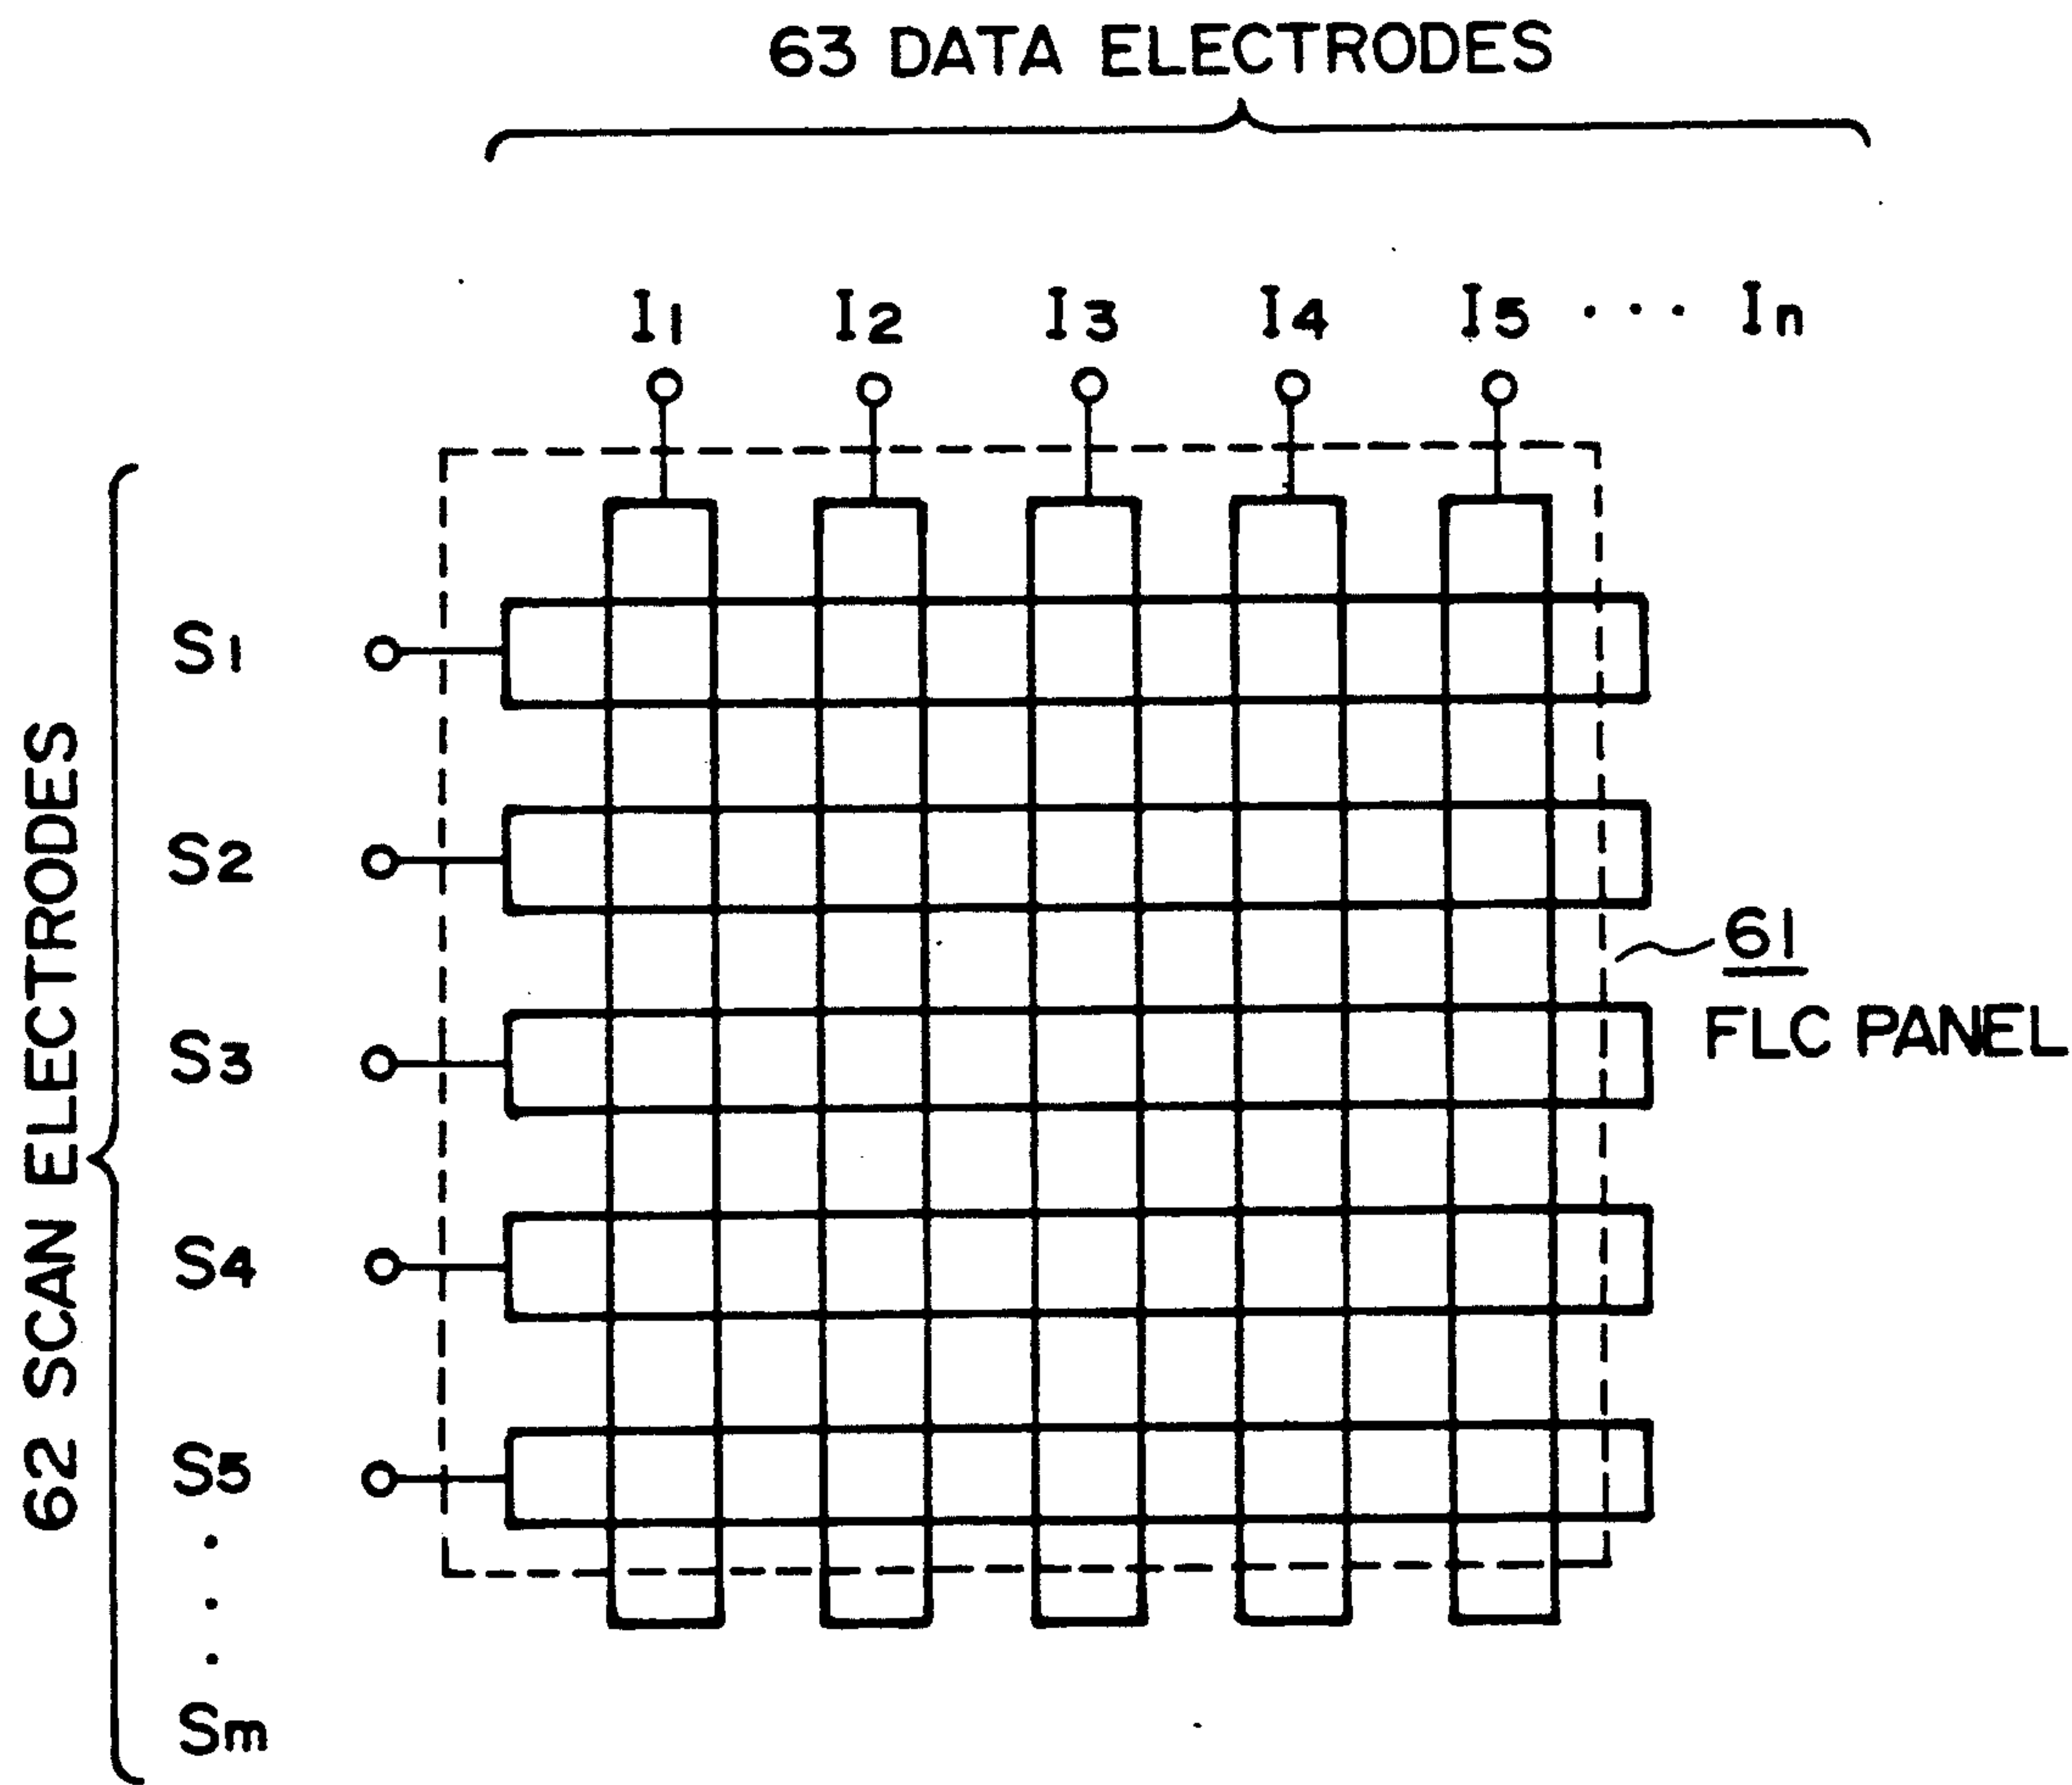 63 DATA ELECTRODES
I1 I2 I3 I4 I5 ··· In
62 SCAN ELECTRODES
S1
S2
S3
S4
S5
·
·
·
Sm
61
FLC PANEL